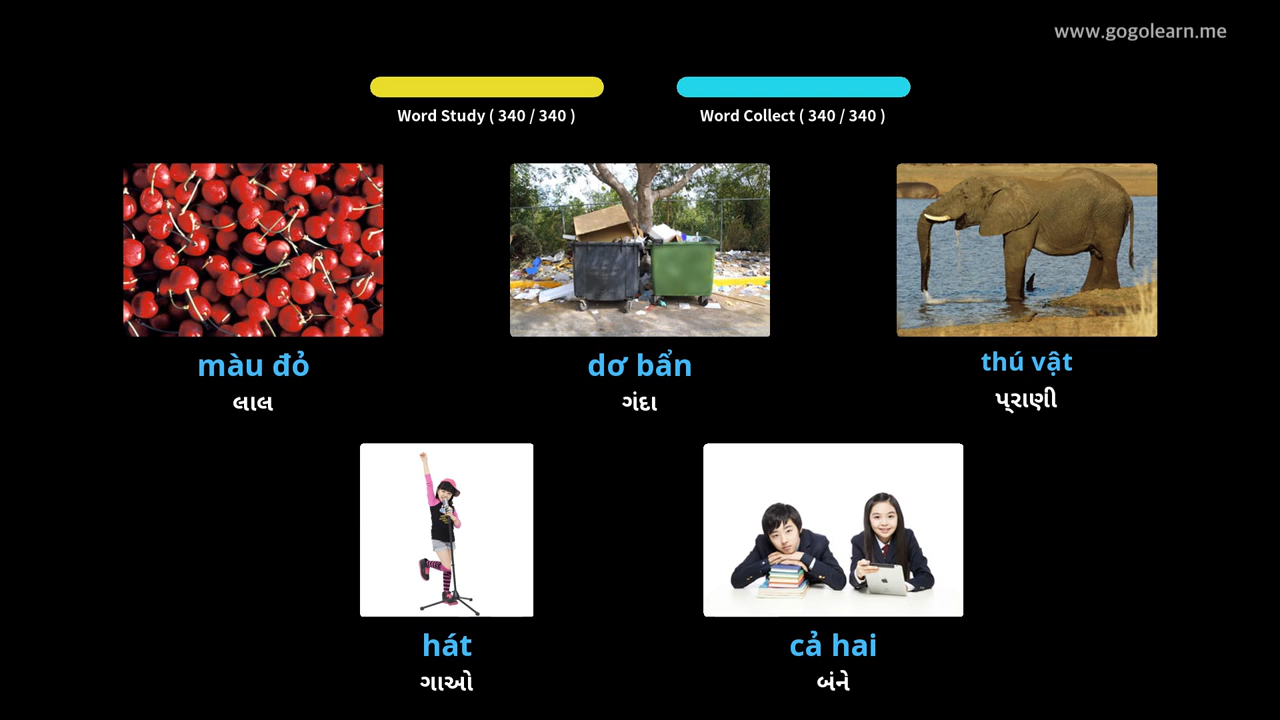 www.gogolearn.me
Word Study ( 340 / 340 )
Word Collect ( 340 / 340 )
màu đỏ
લાલ
dơ bẩn
ગંદા
thú vật
પ્રાણી
hát
ગાઓ
cả hai
બંને